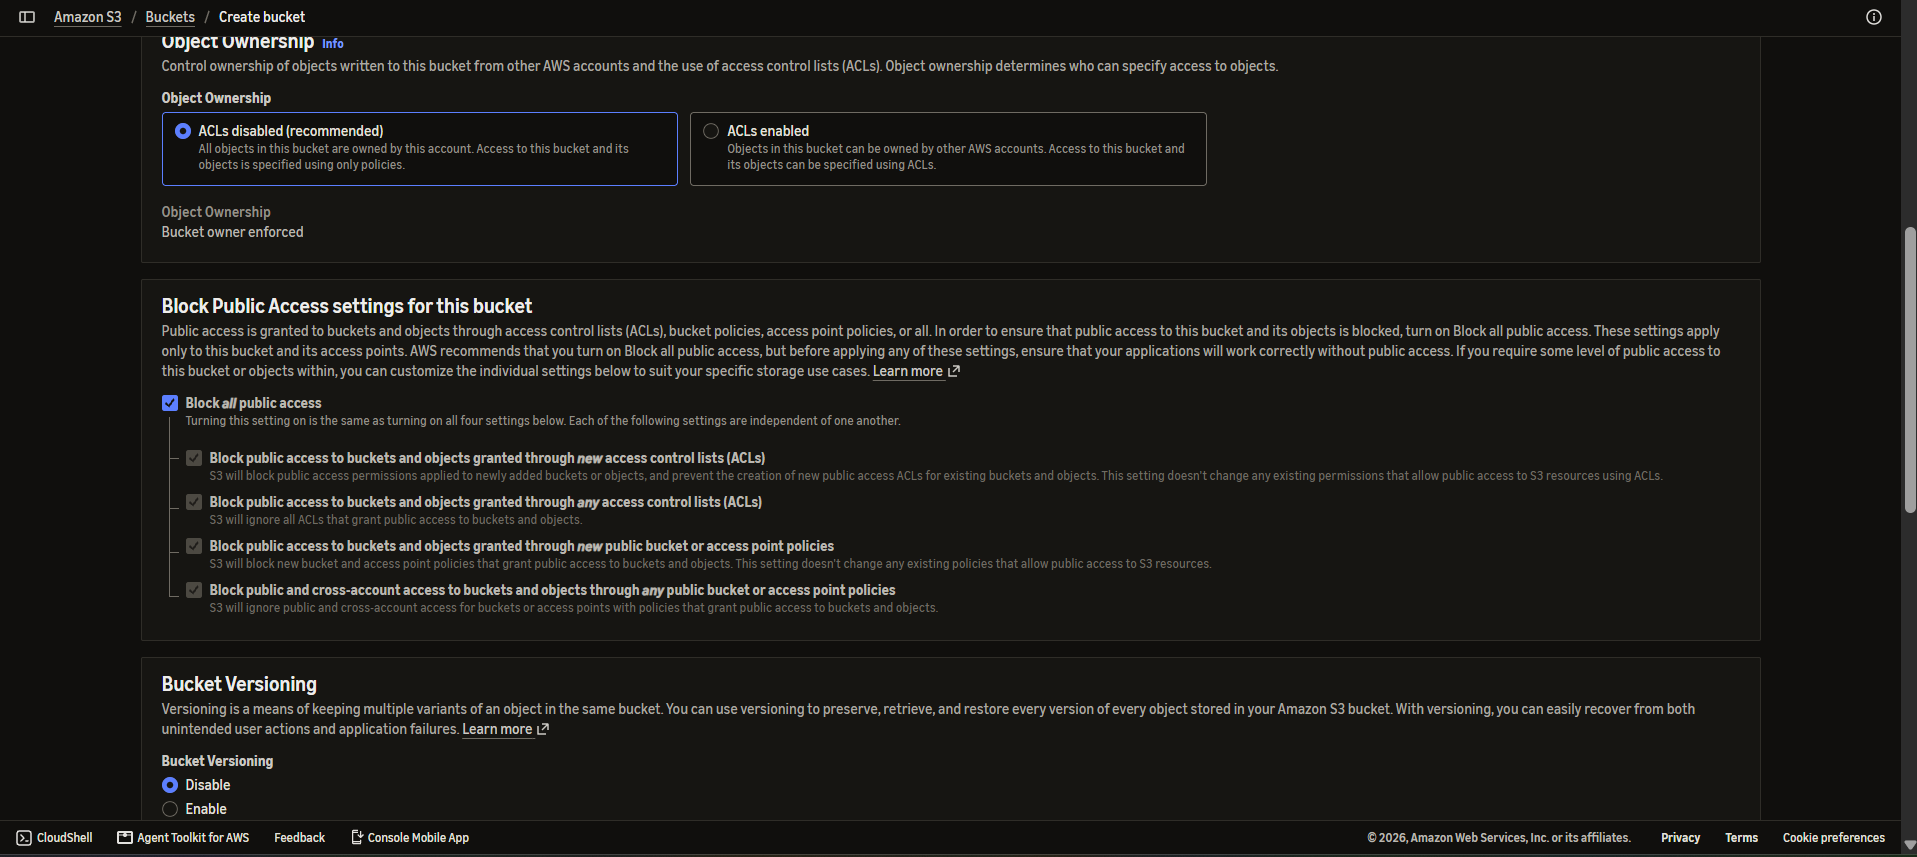 Amazon S3 / Buckets / Create bucket
Object Ownership Info
Control ownership of objects written to this bucket from other AWS accounts and the use of access control lists (ACLs). Object ownership determines who can specify access to objects.
Object Ownership
ACLs disabled (recommended)
All objects in this bucket are owned by this account. Access to this bucket and its
objects is specified using only policies.
ACLs enabled
Objects in this bucket can be owned by other AWS accounts. Access to this bucket and
its objects can be specified using ACLs.
Object Ownership
Bucket owner enforced
Block Public Access settings for this bucket
Public access is granted to buckets and objects through access control lists (ACLs), bucket policies, access point policies, or all. In order to ensure that public access to this bucket and its objects is blocked, turn on Block all public access. These settings apply
only to this bucket and its access points. AWS recommends that you turn on Block all public access, but before applying any of these settings, ensure that your applications will work correctly without public access. If you require some level of public access to
this bucket or objects within, you can customize the individual settings below to suit your specific storage use cases. Learn more
Block all public access
Turning this setting on is the same as turning on all four settings below. Each of the following settings are independent of one another.
Block public access to buckets and objects granted through new access control lists (ACLs)
S3 will block public access permissions applied to newly added buckets or objects, and prevent the creation of new public access ACLs for existing buckets and objects. This setting doesn't change any existing permissions that allow public access to S3 resources using ACLs.
Block public access to buckets and objects granted through any access control lists (ACLs)
S3 will ignore all ACLs that grant public access to buckets and objects.
Block public access to buckets and objects granted through new public bucket or access point policies
S3 will block new bucket and access point policies that grant public access to buckets and objects. This setting doesn't change any existing policies that allow public access to S3 resources.
Block public and cross-account access to buckets and objects through any public bucket or access point policies
S3 will ignore public and cross-account access for buckets or access points with policies that grant public access to buckets and objects.
Bucket Versioning
Versioning is a means of keeping multiple variants of an object in the same bucket. You can use versioning to preserve, retrieve, and restore every version of every object stored in your Amazon S3 bucket. With versioning, you can easily recover from both
unintended user actions and application failures. Learn more
Bucket Versioning
Disable
Enable
CloudShell Agent Toolkit for AWS Feedback Console Mobile App © 2026, Amazon Web Services, Inc. or its affiliates. Privacy Terms Cookie preferences